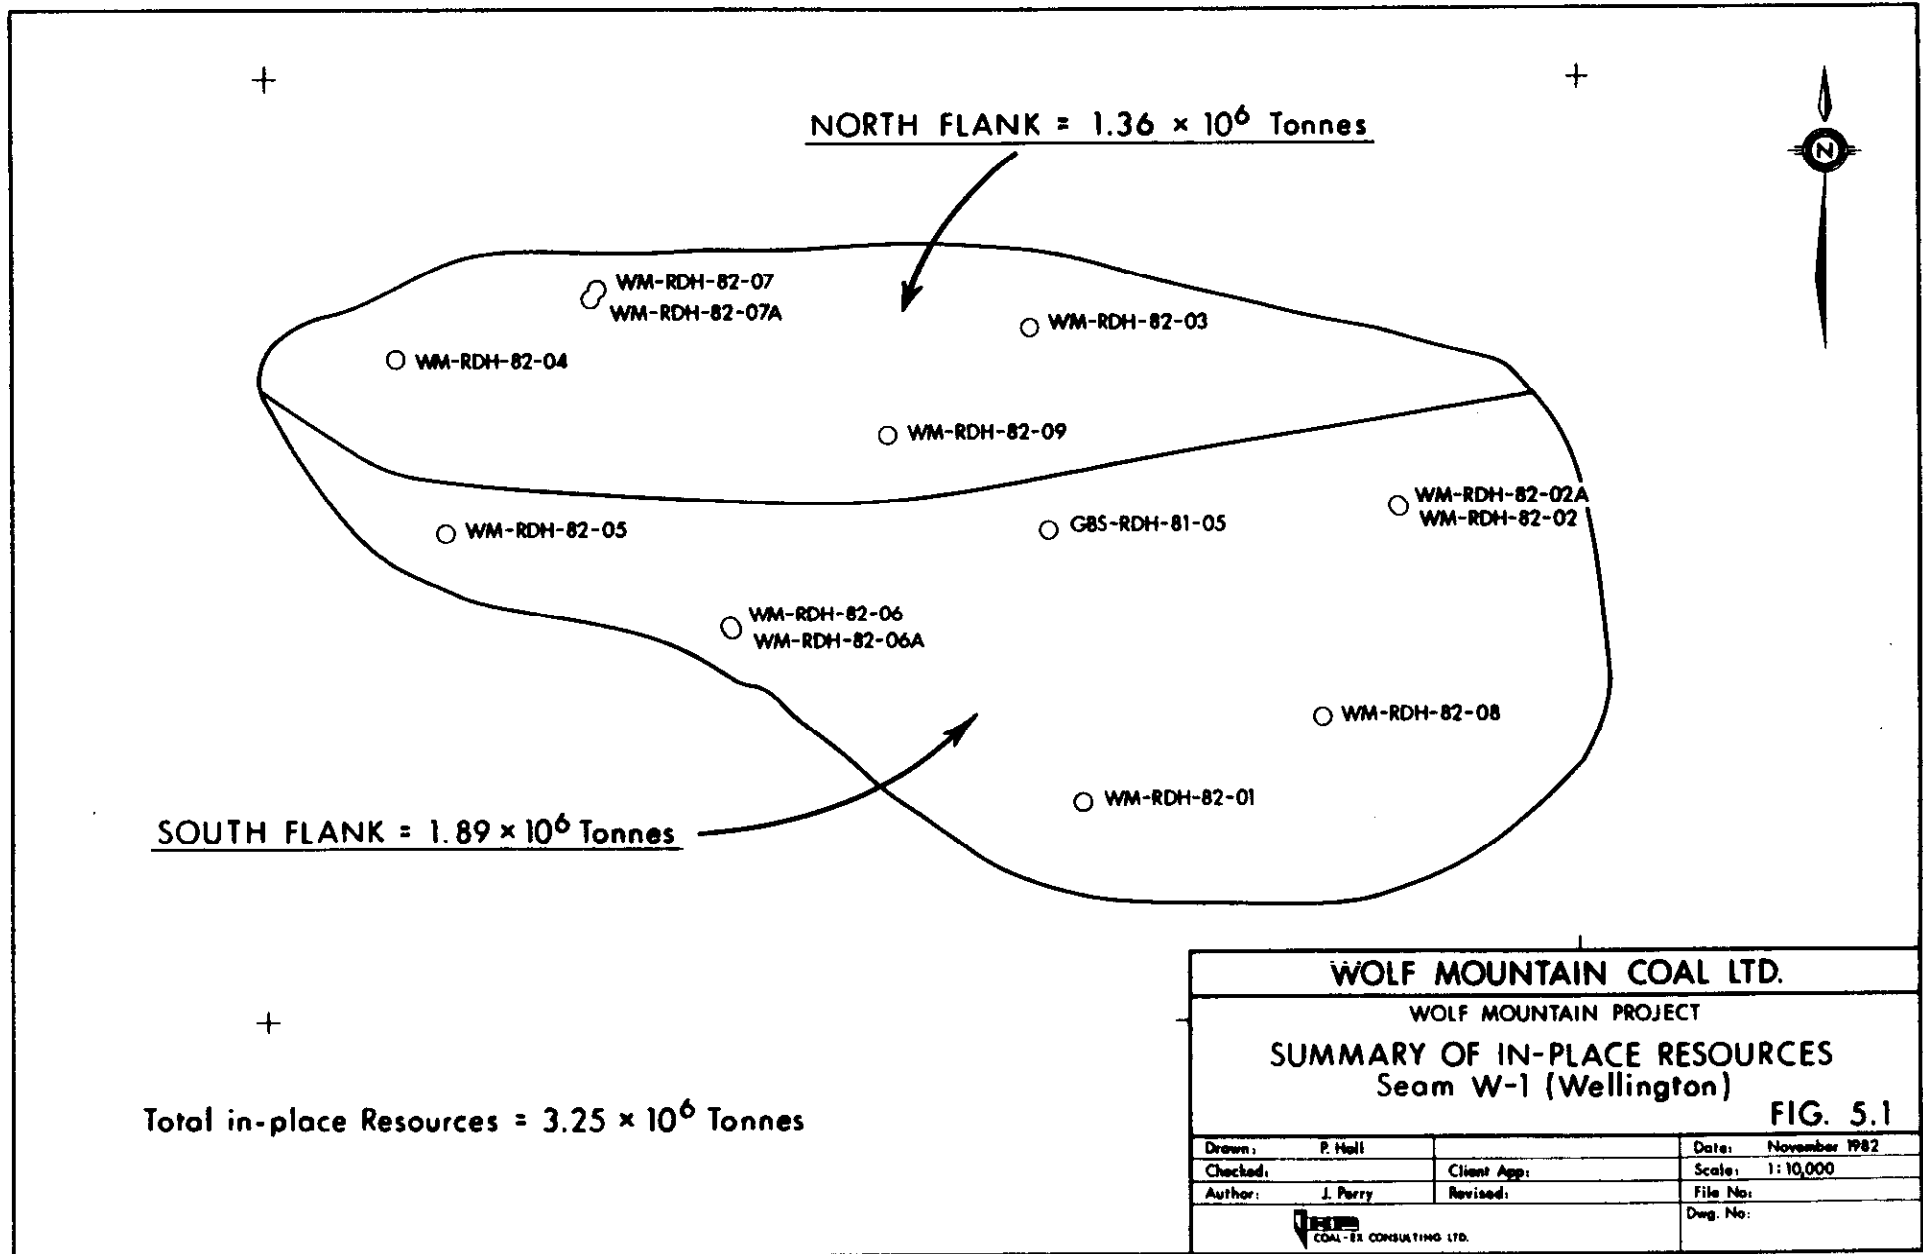 NORTH FLANK = 1.36 × 10⁶ Tonnes
N
WM-RDH-82-07
WM-RDH-82-07A
WM-RDH-82-03
WM-RDH-82-04
WM-RDH-82-09
WM-RDH-82-02A
WM-RDH-82-02
WM-RDH-82-05
GBS-RDH-81-05
WM-RDH-82-06
WM-RDH-82-06A
WM-RDH-82-08
WM-RDH-82-01
SOUTH FLANK = 1.89 × 10⁶ Tonnes
Total in-place Resources = 3.25 × 10⁶ Tonnes
WOLF MOUNTAIN COAL LTD.
WOLF MOUNTAIN PROJECT
SUMMARY OF IN-PLACE RESOURCES
Seam W-1 (Wellington)
FIG. 5.1
Drawn: P. Hall Date: November 1982
Checked: Client App: Scale: 1:10,000
Author: J. Perry Revised: File No:
Dwg. No:
COAL-EX CONSULTING LTD.